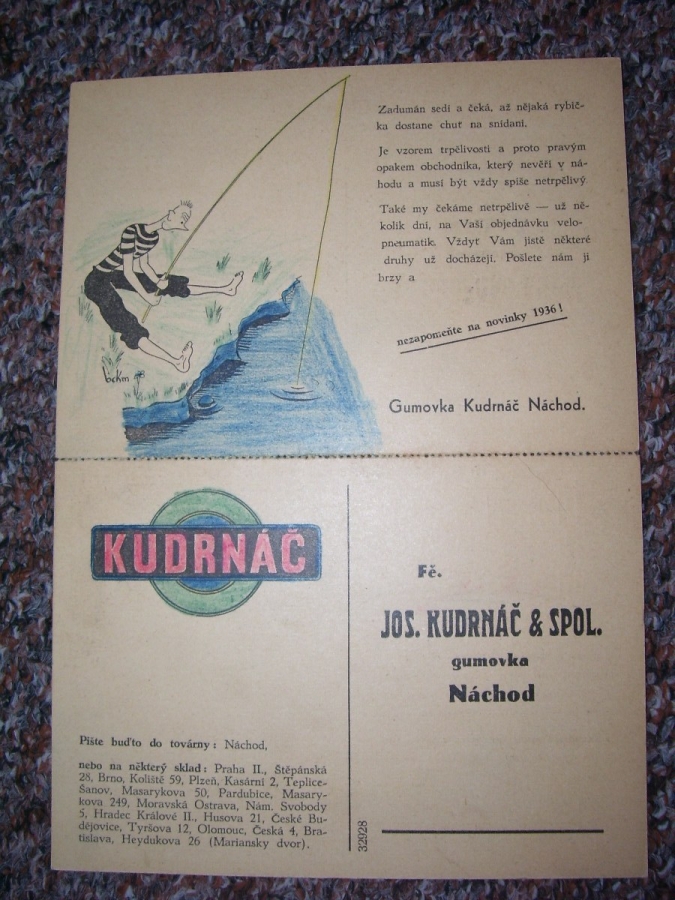 Zadumán sedí a čeká, až nějaká rybič-
ka dostane chuť na snídani.
Je vzorem trpělivosti a proto pravým
opakem obchodníka, který nevěří v ná-
hodu a musí být vždy spíše netrpělivý
Také my čekáme netrpělivě — už ně-
kolik dní, na Vaši objednávku velo-
pneumatik. Vždyť Vám jistě některé
druhy už docházejí. Pošlete nám ji
brzy a
nezapomeňte na novinky 1936!
Gumovka Kudrnáč Náchod.
KUDRNÁČ
Pište buďto do továrny: Náchod,
nebo na některý sklad: Praha II., Štěpánská
28, Brno, Koliště 59, Plzeň, Kasární 2, Teplice-
Šanov, Masarykova 50, Pardubice, Masary-
kova 249, Moravská Ostrava, Nám. Svobody
5, Hradec Králové II., Husova 21, České Bu-
dějovice, Tyršova 12, Olomouc, Česká 4, Bra-
tislava, Heydukova 26 (Mariansky dvor).
Fě.
JOS. KUDRNÁČ & SPOL.
gumovka
Náchod
32928